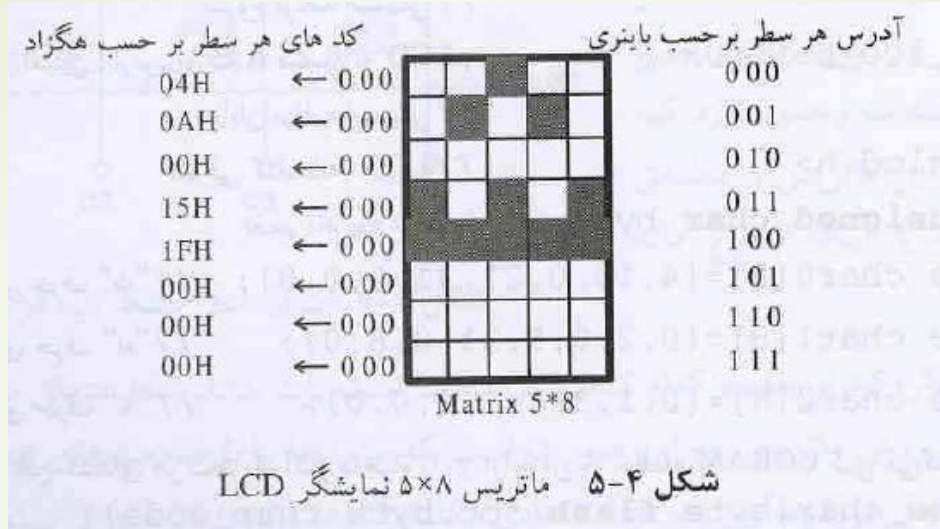 آدرس هر سطر برحسب باینری   کد های هر سطر بر حسب هگزاد
000   000 ←   04H
001   000 ←   0AH
010   000   00H
011   000 ←   15H
100   000 ←   1FH
101   000 ←   00H
110   000 ←   00H
111   000 ←   00H
Matrix 5*8
شکل ۴-۵ ماتریس ۸×۵ نمایشگر LCD